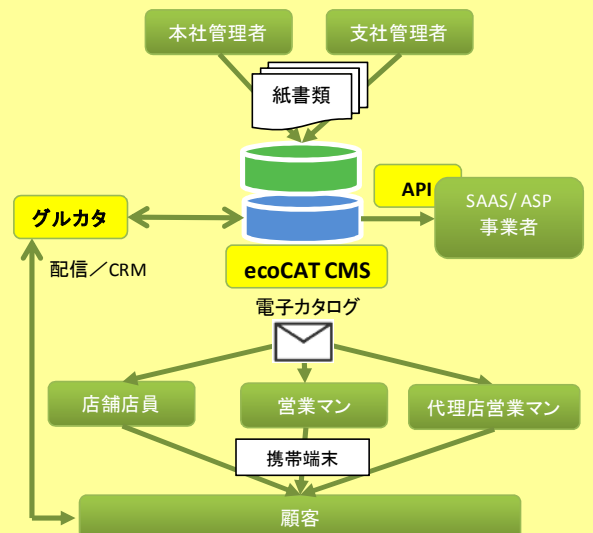 本社管理者
支社管理者
紙書類
API
SAAS/ ASP
事業者
グルカタ
配信／CRM
ecoCAT CMS
電子カタログ
店舗店員
営業マン
代理店営業マン
携帯端末
顧客